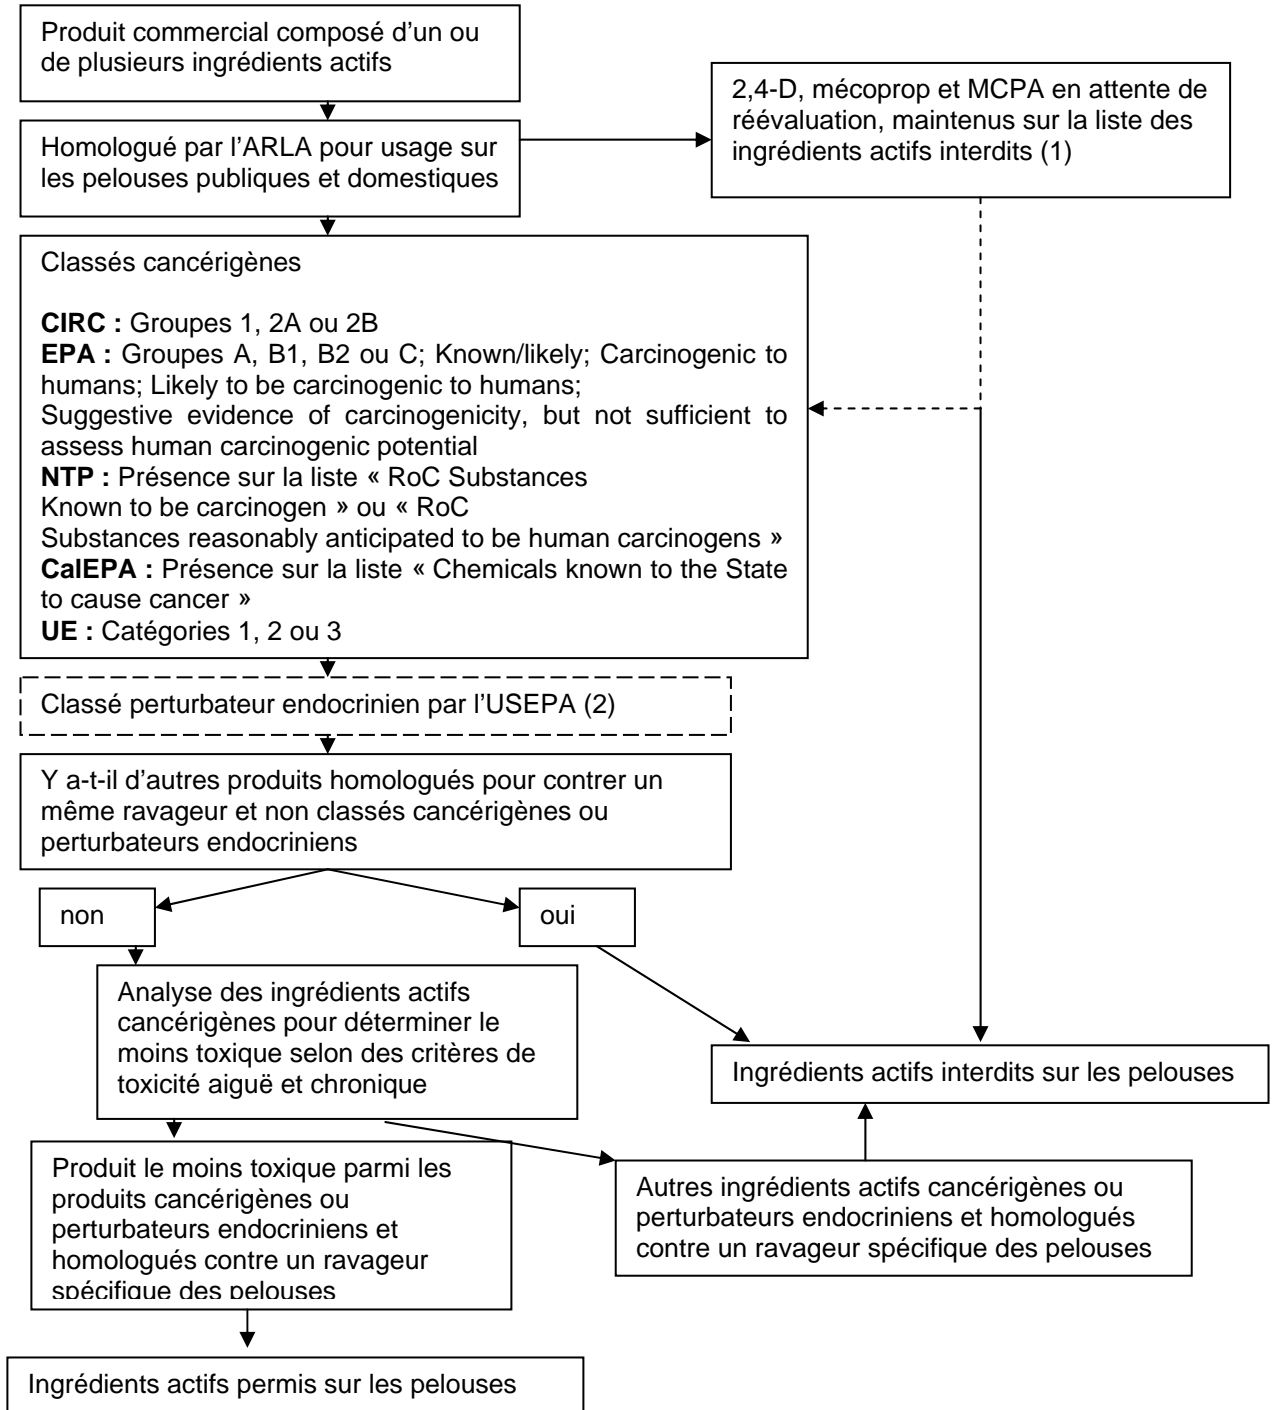 Produit commercial composé d'un ou
de plusieurs ingrédients actifs
2,4-D, mécoprop et MCPA en attente de
réévaluation, maintenus sur la liste des
ingrédients actifs interdits (1)
Homologué par l'ARLA pour usage sur
les pelouses publiques et domestiques
Classés cancérigènes
CIRC : Groupes 1, 2A ou 2B
EPA : Groupes A, B1, B2 ou C; Known/likely; Carcinogenic to
humans; Likely to be carcinogenic to humans;
Suggestive evidence of carcinogenicity, but not sufficient to
assess human carcinogenic potential
NTP : Présence sur la liste « RoC Substances
Known to be carcinogen » ou « RoC
Substances reasonably anticipated to be human carcinogens »
CalEPA : Présence sur la liste « Chemicals known to the State
to cause cancer »
UE : Catégories 1, 2 ou 3
Classé perturbateur endocrinien par l'USEPA (2)
Y a-t-il d'autres produits homologués pour contrer un
même ravageur et non classés cancérigènes ou
perturbateurs endocriniens
non
oui
Analyse des ingrédients actifs
cancérigènes pour déterminer le
moins toxique selon des critères de
toxicité aiguë et chronique
Ingrédients actifs interdits sur les pelouses
Produit le moins toxique parmi les
produits cancérigènes ou
perturbateurs endocriniens et
homologués contre un ravageur
spécifique des pelouses
Autres ingrédients actifs cancérigènes ou
perturbateurs endocriniens et homologués
contre un ravageur spécifique des pelouses
Ingrédients actifs permis sur les pelouses